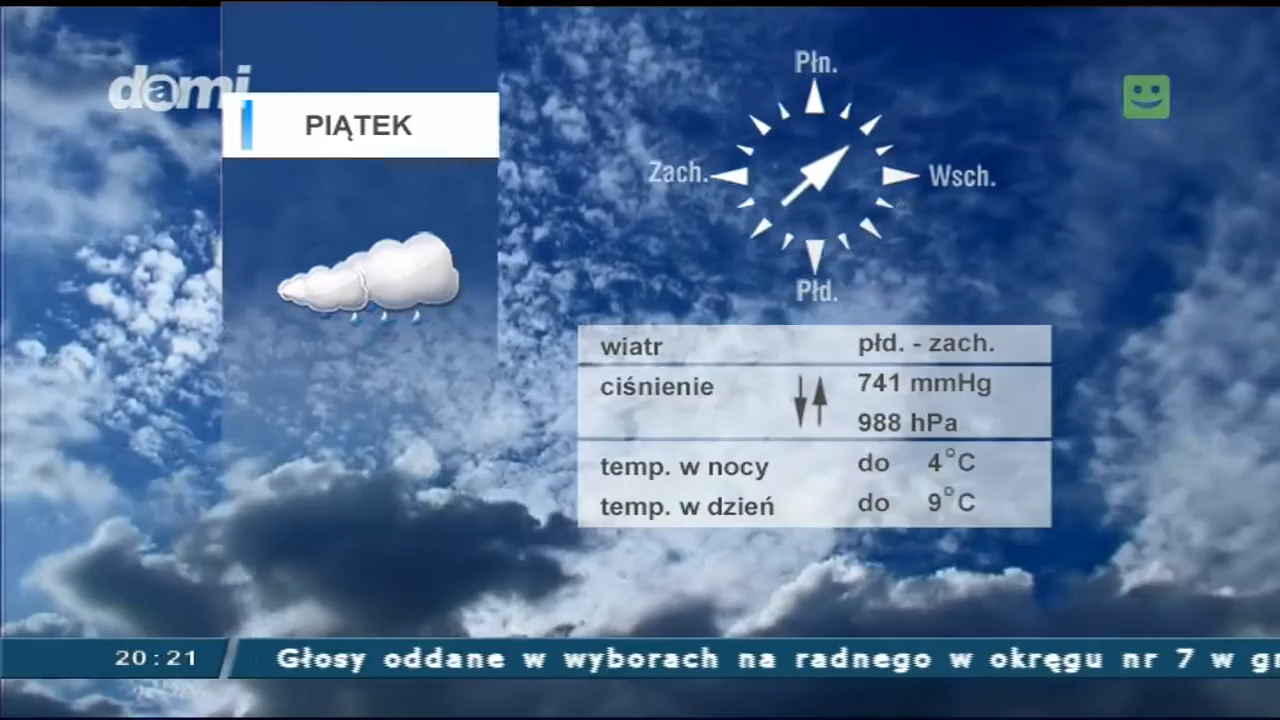 dami
PIĄTEK
Płn.
Zach.
Wsch.
Płd.
wiatr płd. - zach.
ciśnienie 741 mmHg
988 hPa
temp. w nocy do 4°C
temp. w dzień do 9°C
20:21 Głosy oddane w wyborach na radnego w okręgu nr 7 w